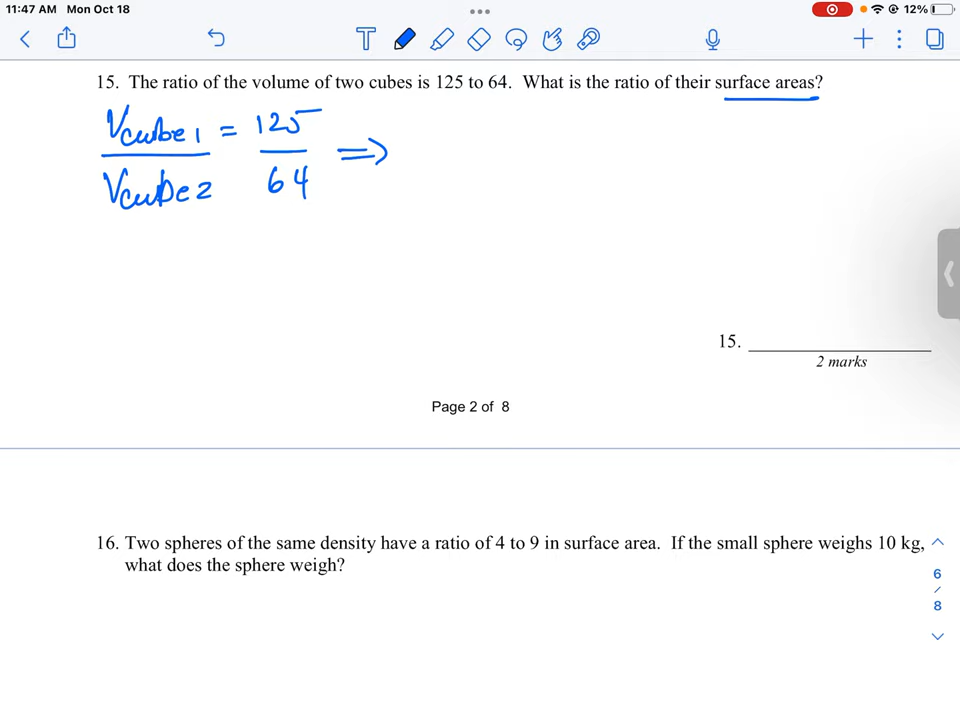 11:47 AM Mon Oct 18
12%
T
15. The ratio of the volume of two cubes is 125 to 64. What is the ratio of their surface areas?
Vcube1 = 125 ⇒
Vcube2 64
15. ____________________
2 marks
Page 2 of 8
16. Two spheres of the same density have a ratio of 4 to 9 in surface area. If the small sphere weighs 10 kg,
what does the sphere weigh?
6
/
8